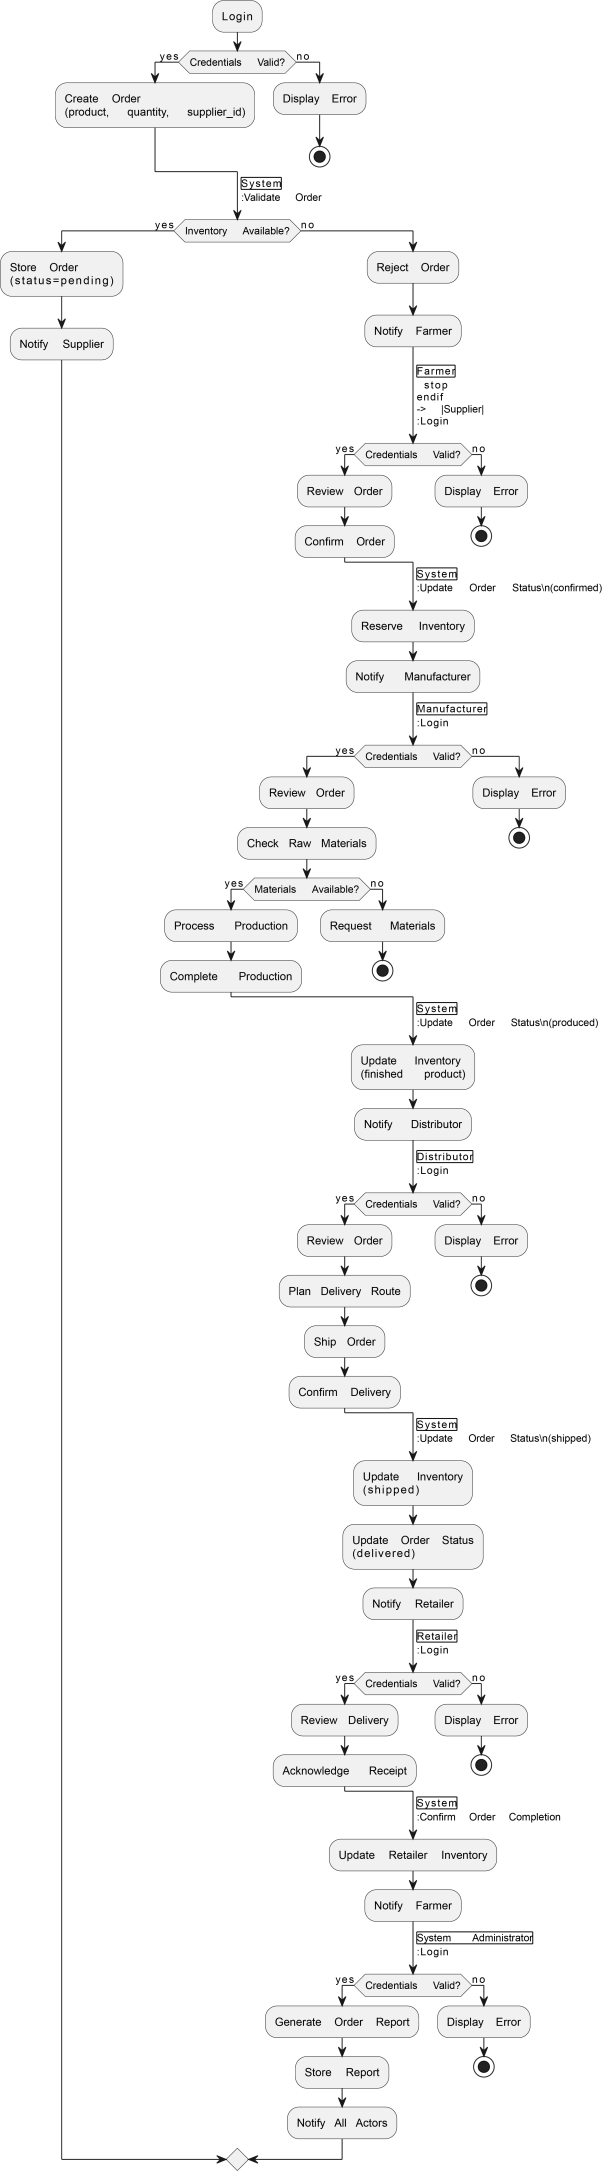 Login
yes
Credentials Valid?
no
Create Order
(product, quantity, supplier_id)
Display Error
System
:Validate Order
yes
Inventory Available?
no
Store Order
(status=pending)
Reject Order
Notify Supplier
Notify Farmer
Farmer
stop
endif
-> |Supplier|
:Login
yes
Credentials Valid?
no
Review Order
Display Error
Confirm Order
System
:Update Order Status\n(confirmed)
Reserve Inventory
Notify Manufacturer
Manufacturer
:Login
yes
Credentials Valid?
no
Review Order
Display Error
Check Raw Materials
yes
Materials Available?
no
Process Production
Request Materials
Complete Production
System
:Update Order Status\n(produced)
Update Inventory
(finished product)
Notify Distributor
Distributor
:Login
yes
Credentials Valid?
no
Review Order
Display Error
Plan Delivery Route
Ship Order
Confirm Delivery
System
:Update Order Status\n(shipped)
Update Inventory
(shipped)
Update Order Status
(delivered)
Notify Retailer
Retailer
:Login
yes
Credentials Valid?
no
Review Delivery
Display Error
Acknowledge Receipt
System
:Confirm Order Completion
Update Retailer Inventory
Notify Farmer
System Administrator
:Login
yes
Credentials Valid?
no
Generate Order Report
Display Error
Store Report
Notify All Actors